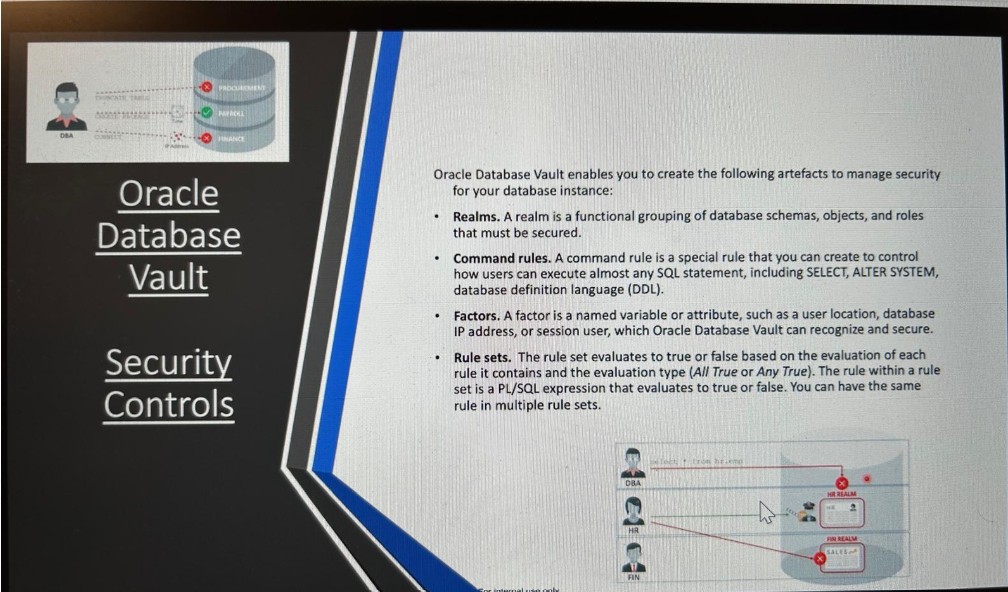 TRUNCATE TABLE
CREATE PACKAGE
CONNECT
DBA
Time
IP Address
PROCUREMENT
PAYROLL
FINANCE
Oracle
Database
Vault
Security
Controls
Oracle Database Vault enables you to create the following artefacts to manage security
for your database instance:
• Realms. A realm is a functional grouping of database schemas, objects, and roles
that must be secured.
• Command rules. A command rule is a special rule that you can create to control
how users can execute almost any SQL statement, including SELECT, ALTER SYSTEM,
database definition language (DDL).
• Factors. A factor is a named variable or attribute, such as a user location, database
IP address, or session user, which Oracle Database Vault can recognize and secure.
• Rule sets. The rule set evaluates to true or false based on the evaluation of each
rule it contains and the evaluation type (All True or Any True). The rule within a rule
set is a PL/SQL expression that evaluates to true or false. You can have the same
rule in multiple rule sets.
select * from hr.emp
DBA
HR REALM
HR
HR
FIN REALM
SALES
FIN
For internal use only